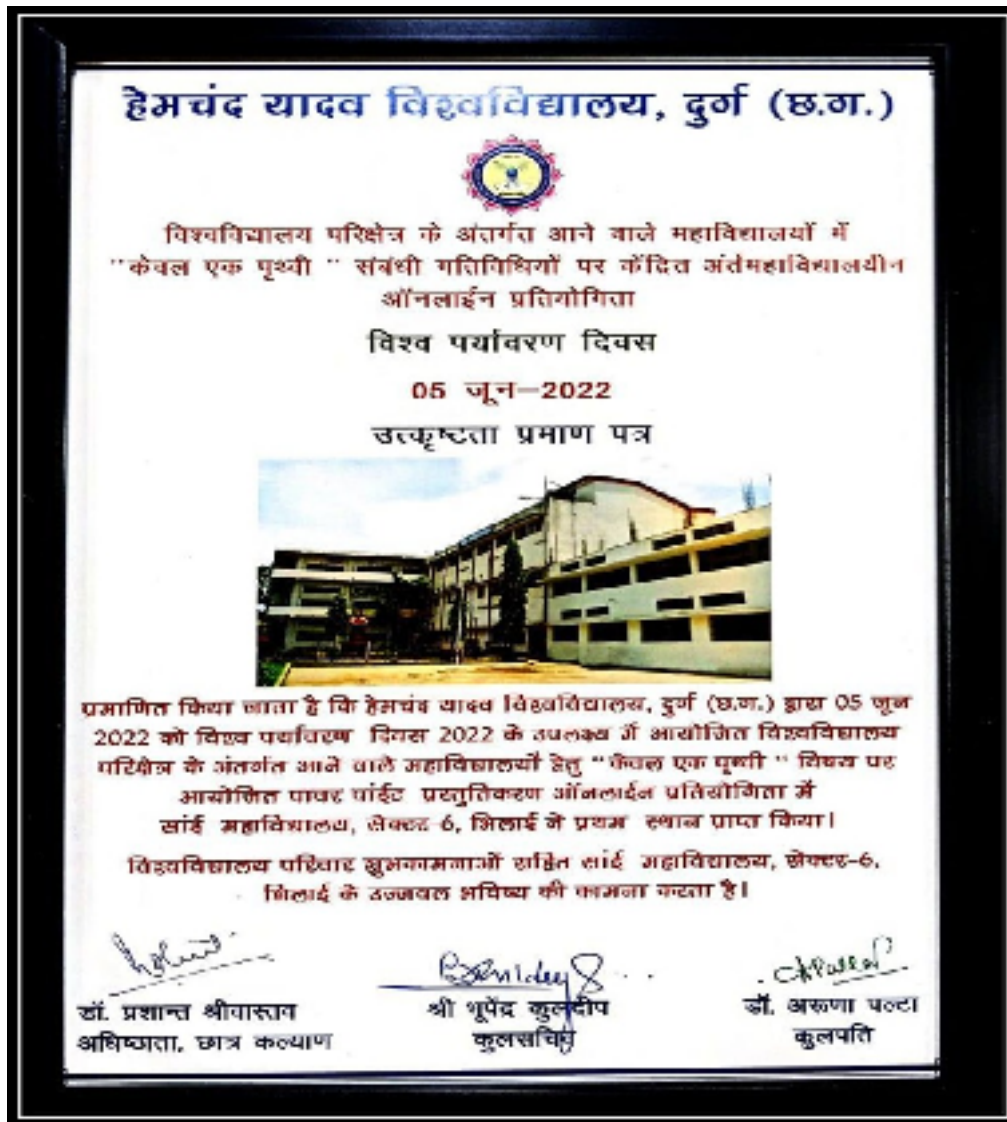 हेमचंद यादव विश्वविद्यालय, दुर्ग (छ.ग.)
विश्वविद्यालय परिक्षेत्र के अंतर्गत आने वाले महाविद्यालयों में
"केवल एक पृथ्वी " संबंधी गतिविधियों पर केंद्रित अंर्तमहाविद्यालयीन
ऑनलाईन प्रतियोगिता
विश्व पर्यावरण दिवस
05 जून–2022
उत्कृष्टता प्रमाण पत्र
प्रमाणित किया जाता है कि हेमचंद यादव विश्वविद्यालय, दुर्ग (छ.ग.) द्वारा 05 जून
2022 को विश्व पर्यावरण दिवस 2022 के उपलक्ष्य में आयोजित विश्वविद्यालय
परिक्षेत्र के अंतर्गत आने वाले महाविद्यालयों हेतु "केवल एक पृथ्वी " विषय पर
आयोजित पावर पांईट प्रस्तुतिकरण ऑनलाईन प्रतियोगिता में
सांई महाविद्यालय, सेक्टर-6, भिलाई ने प्रथम स्थान प्राप्त किया।
विश्वविद्यालय परिवार शुभकामनाओं सहित सांई महाविद्यालय, सेक्टर-6,
भिलाई के उज्जवल भविष्य की कामना करता है।
डॉ. प्रशान्त श्रीवास्तव
अधिष्ठाता, छात्र कल्याण
श्री भूपेंद्र कुलदीप
कुलसचिव
डॉ. अरूणा पल्टा
कुलपति